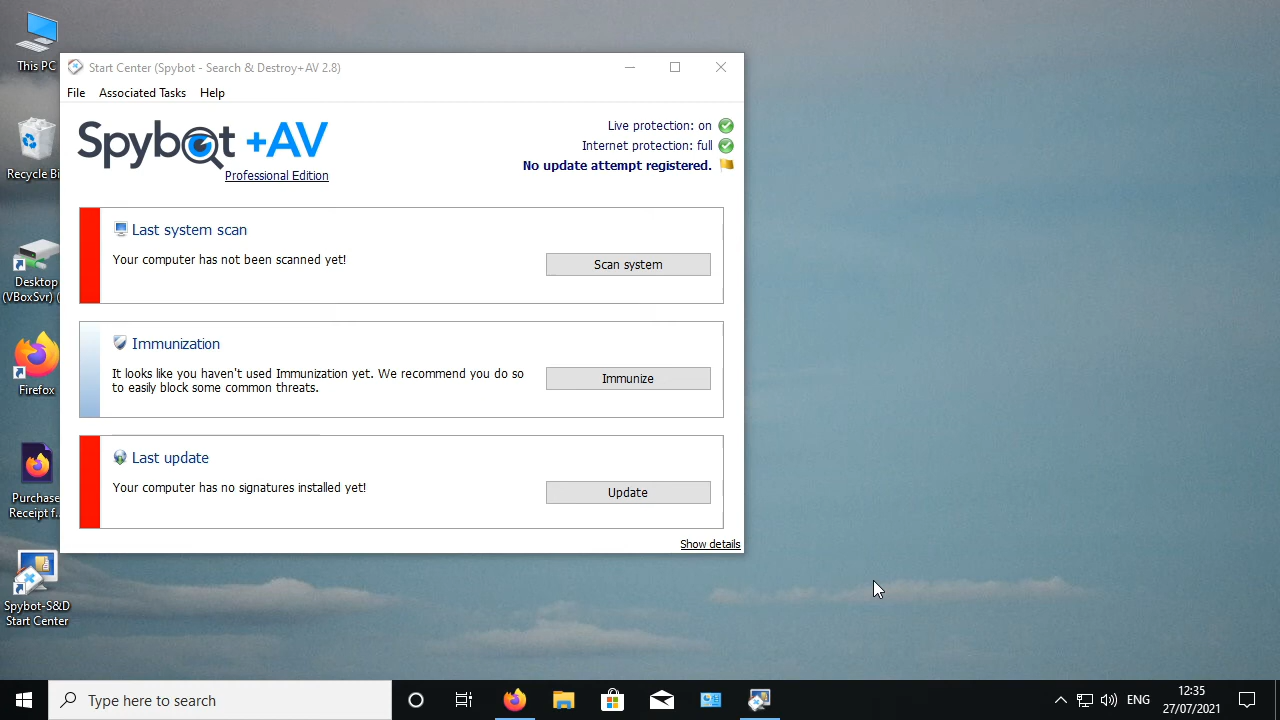 This PC
Recycle Bi
Desktop
(VBoxSvr) (
Firefox
Purchase
Receipt f...
Spybot-S&D
Start Center
Start Center (Spybot - Search & Destroy+AV 2.8)
File Associated Tasks Help
Spybot +AV
Professional Edition
Live protection: on
Internet protection: full
No update attempt registered.
Last system scan
Your computer has not been scanned yet!
Scan system
Immunization
It looks like you haven't used Immunization yet. We recommend you do so
to easily block some common threats.
Immunize
Last update
Your computer has no signatures installed yet!
Update
Show details
Type here to search
ENG
12:35
27/07/2021